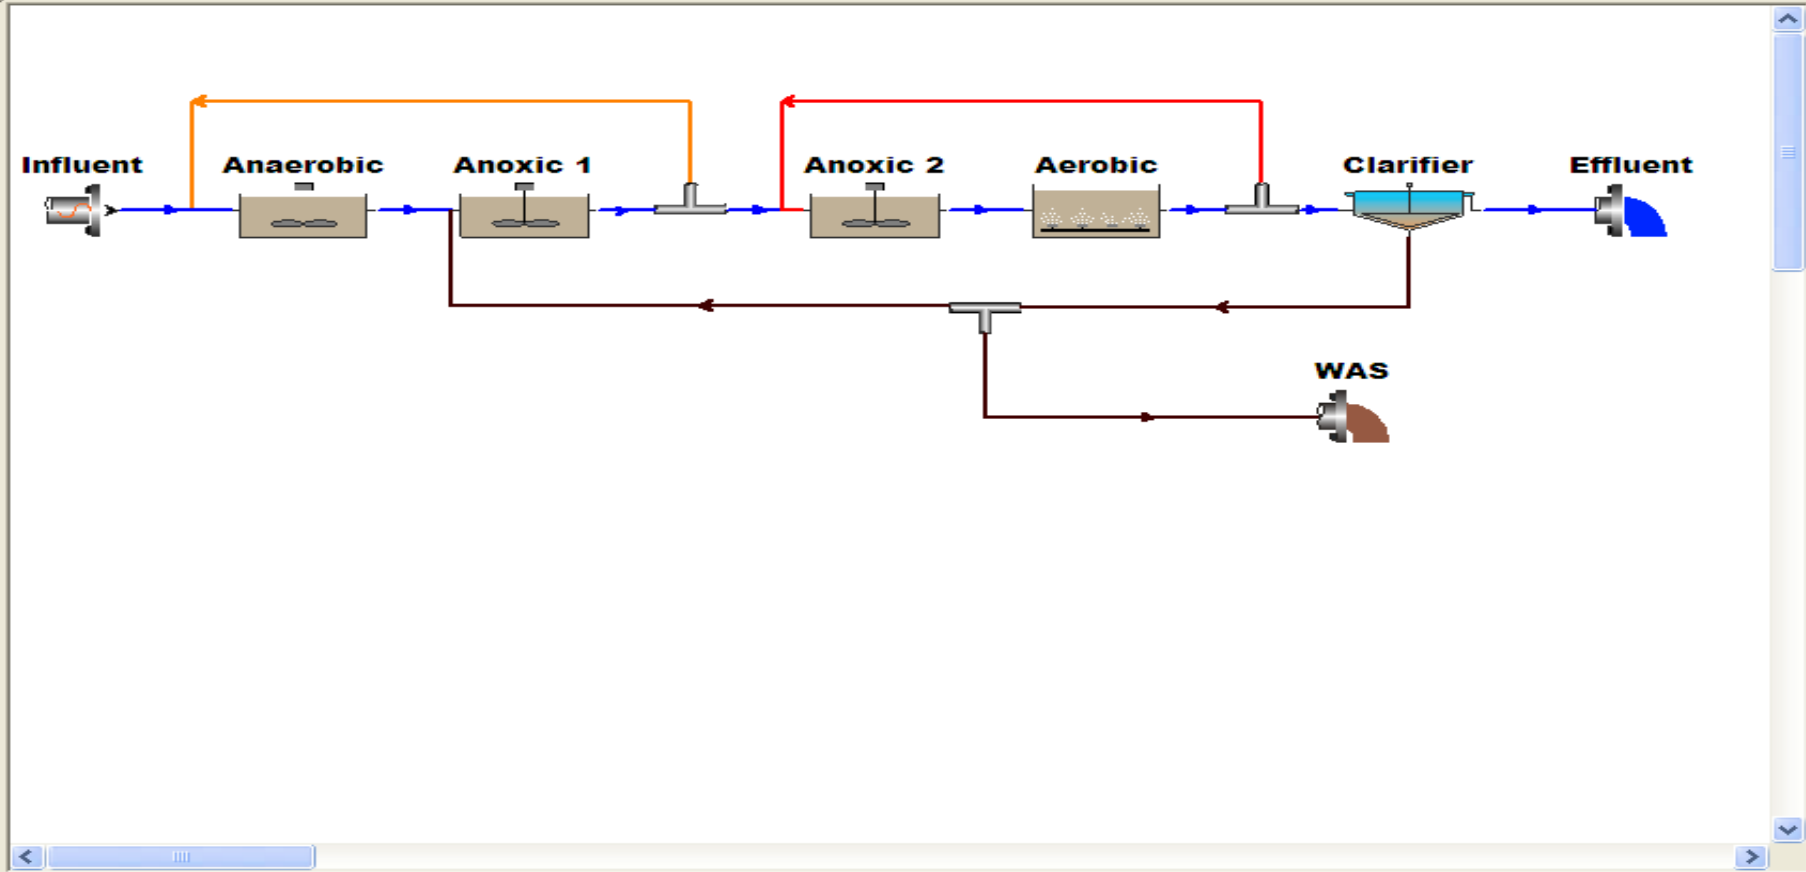 Influent
Anaerobic
Anoxic 1
Anoxic 2
Aerobic
Clarifier
Effluent
WAS